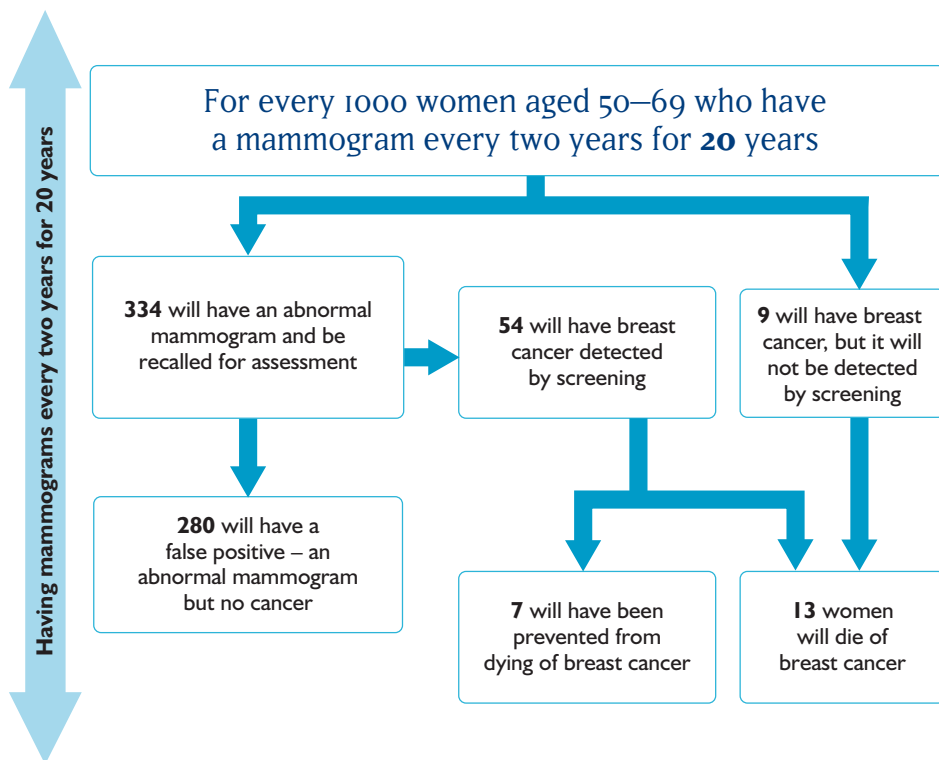 Having mammograms every two years for 20 years
For every 1000 women aged 50–69 who have
a mammogram every two years for 20 years
334 will have an abnormal
mammogram and be
recalled for assessment
54 will have breast
cancer detected
by screening
9 will have breast
cancer, but it will
not be detected
by screening
280 will have a
false positive – an
abnormal mammogram
but no cancer
7 will have been
prevented from
dying of breast cancer
13 women
will die of
breast cancer